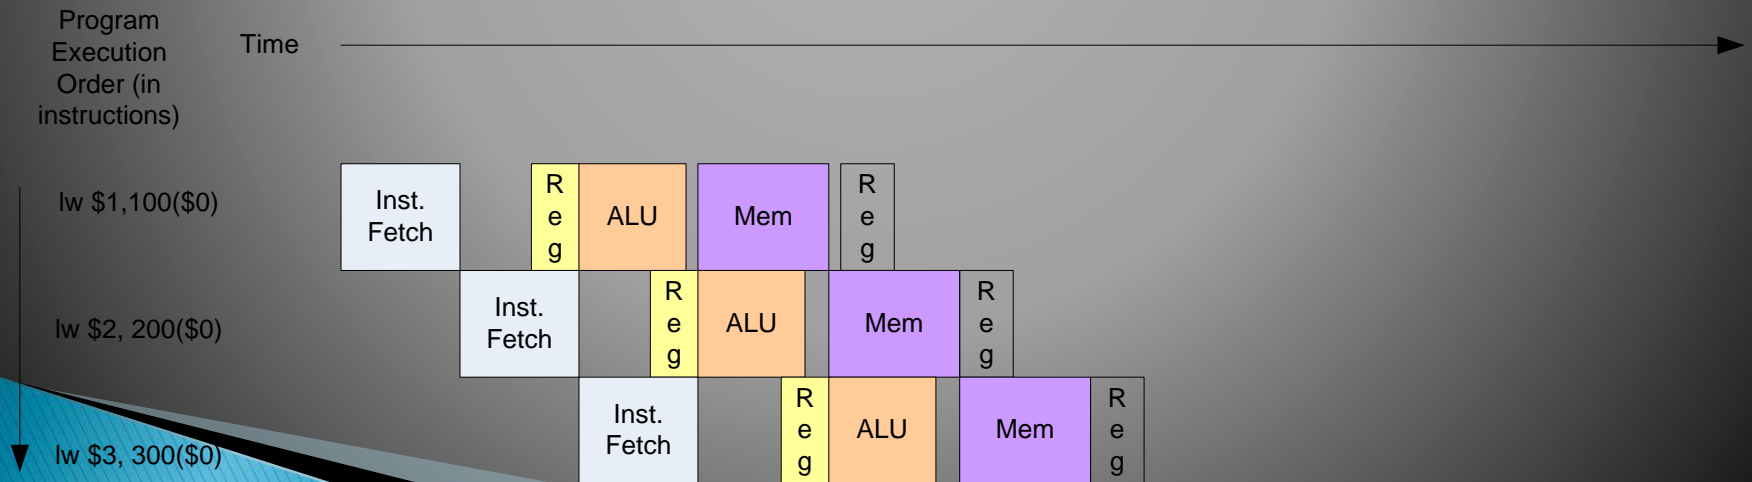 Program
Execution
Order (in
instructions)
Time
lw $1,100($0)
Inst.
Fetch
R
e
g
ALU
Mem
R
e
g
lw $2, 200($0)
Inst.
Fetch
R
e
g
ALU
Mem
R
e
g
lw $3, 300($0)
Inst.
Fetch
R
e
g
ALU
Mem
R
e
g